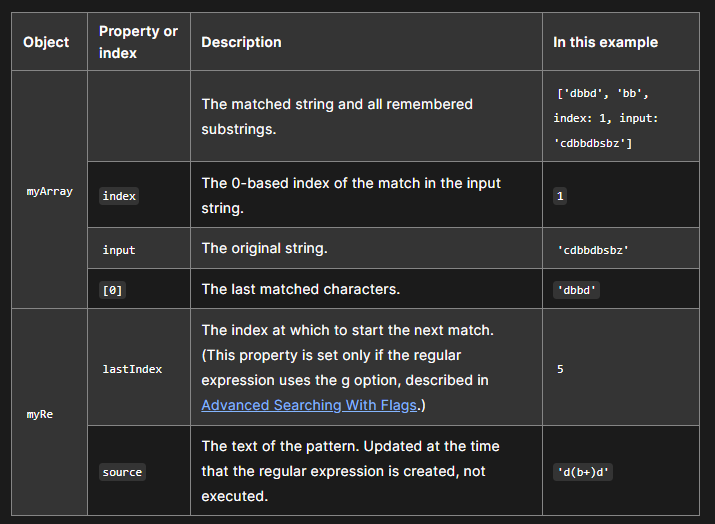 Object
Property or
index
Description
In this example
myArray
The matched string and all remembered
substrings.
['dbbd', 'bb',
index: 1, input:
'cdbbdbsbz']
index
The 0-based index of the match in the input
string.
1
input
The original string.
'cdbbdbsbz'
[0]
The last matched characters.
'dbbd'
myRe
lastIndex
The index at which to start the next match.
(This property is set only if the regular
expression uses the g option, described in
Advanced Searching With Flags.)
5
source
The text of the pattern. Updated at the time
that the regular expression is created, not
executed.
'd(b+)d'